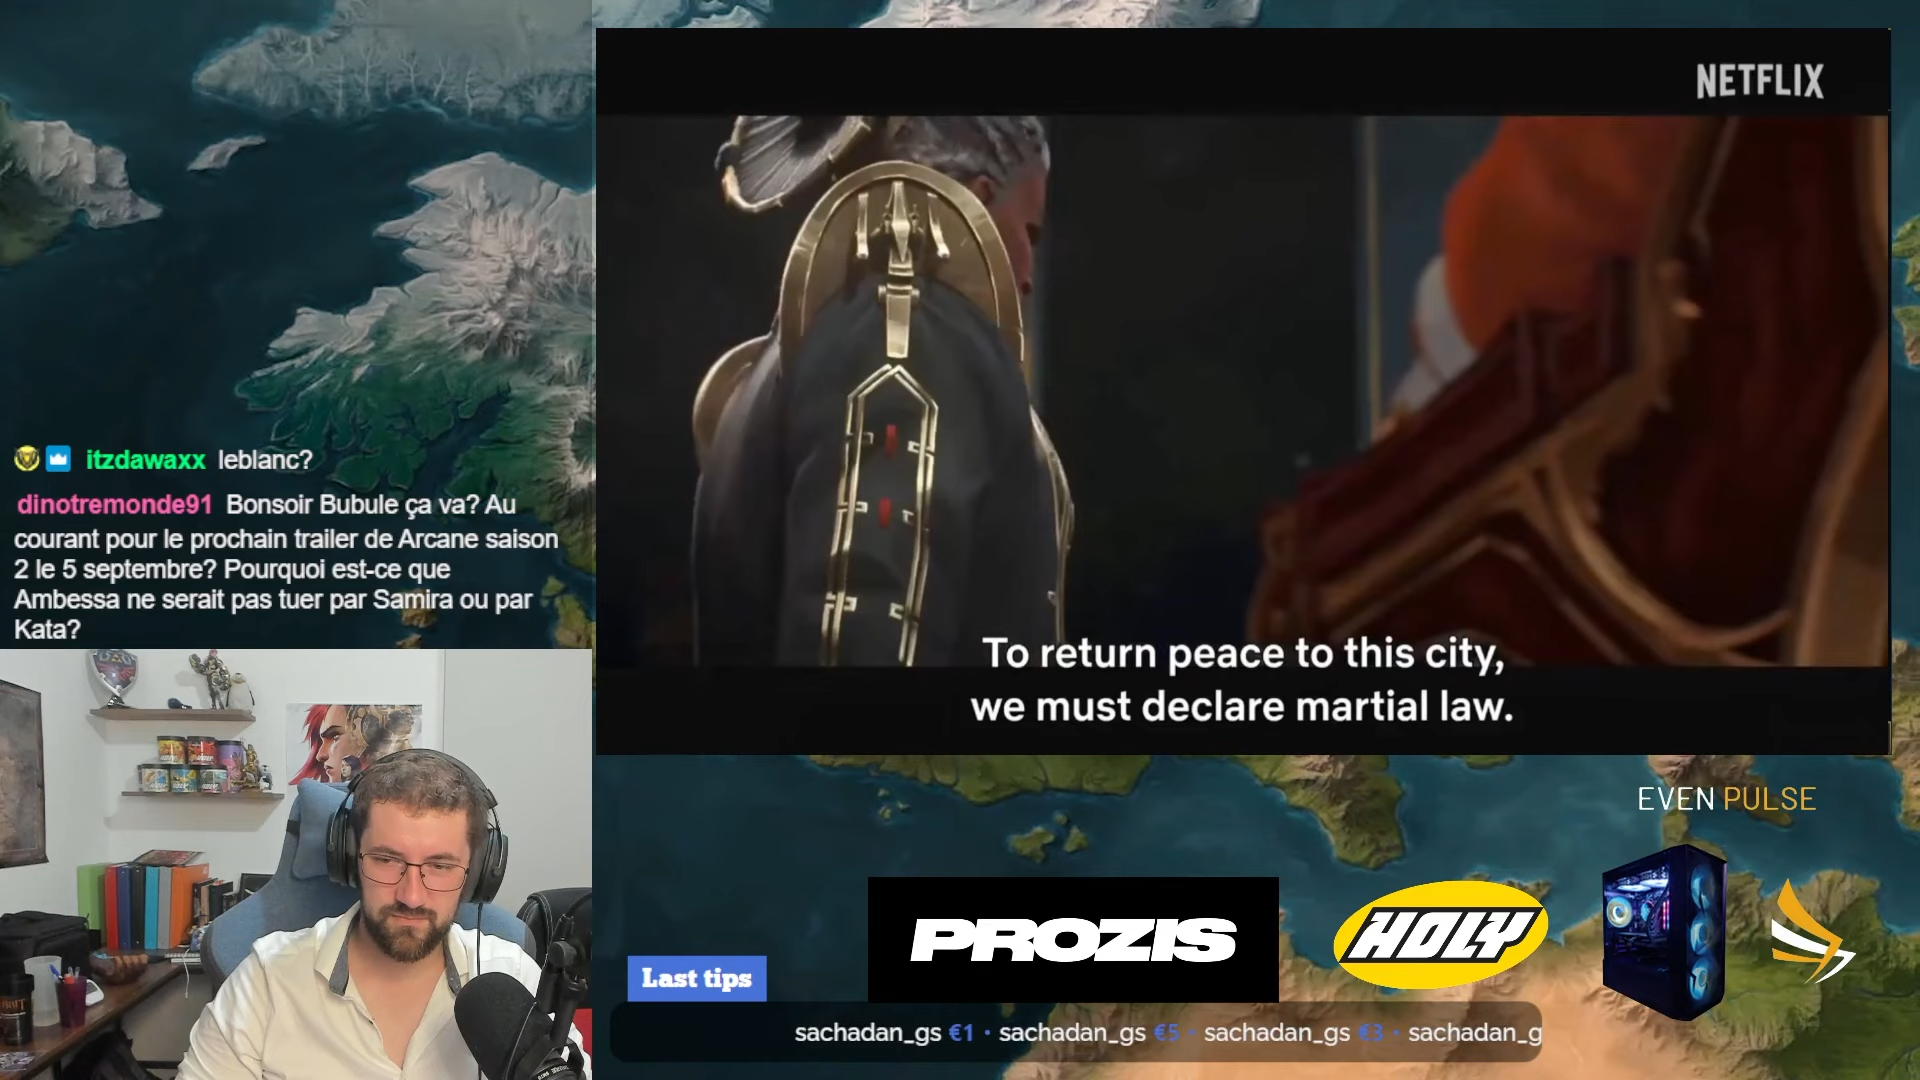 NETFLIX
itzdawaxx leblanc?
dinotremonde91 Bonsoir Bubule ça va? Au
courant pour le prochain trailer de Arcane saison
2 le 5 septembre? Pourquoi est-ce que
Ambessa ne serait pas tuer par Samira ou par
Kata?
To return peace to this city,
we must declare martial law.
EVEN PULSE
PROZIS
HOLY
Last tips
sachadan_gs €1 · sachadan_gs €5 · sachadan_gs €3 · sachadan_g